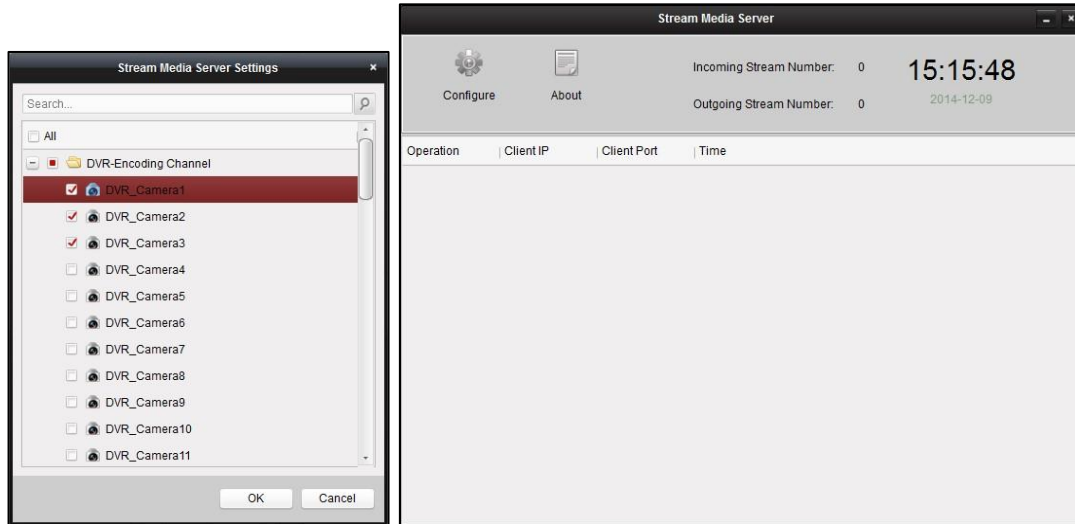 Stream Media Server Settings
Search...
All
DVR-Encoding Channel
DVR_Camera1
DVR_Camera2
DVR_Camera3
DVR_Camera4
DVR_Camera5
DVR_Camera6
DVR_Camera7
DVR_Camera8
DVR_Camera9
DVR_Camera10
DVR_Camera11
OK Cancel
Stream Media Server
Configure About
Incoming Stream Number: 0
Outgoing Stream Number: 0
15:15:48
2014-12-09
Operation Client IP Client Port Time